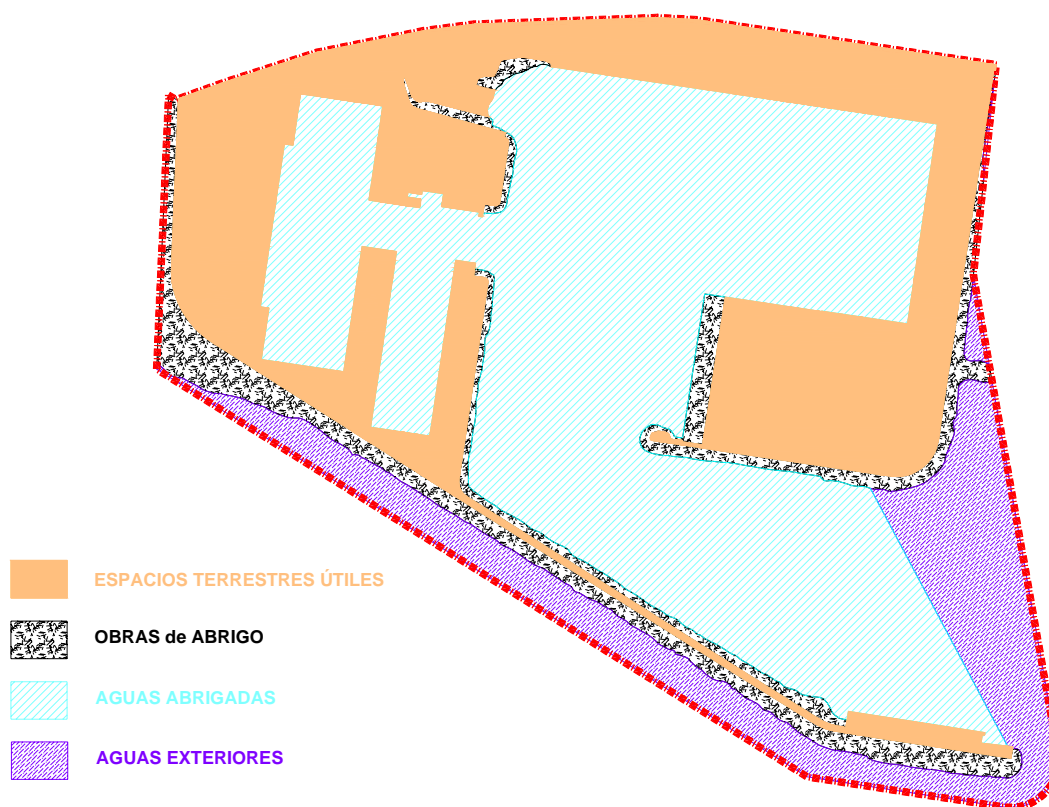 ESPACIOS TERRESTRES ÚTILES
OBRAS de ABRIGO
AGUAS ABRIGADAS
AGUAS EXTERIORES